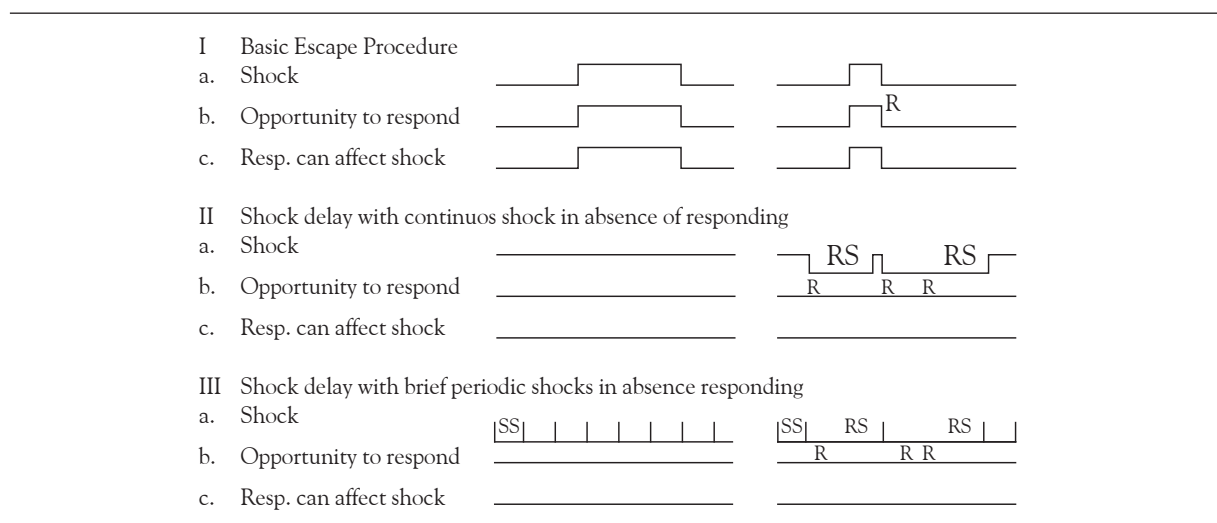 I Basic Escape Procedure
a. Shock
b. Opportunity to respond R
c. Resp. can affect shock
II Shock delay with continuos shock in absence of responding
a. Shock RS RS
b. Opportunity to respond R R R
c. Resp. can affect shock
III Shock delay with brief periodic shocks in absence responding
a. Shock SS SS RS RS
b. Opportunity to respond R R R
c. Resp. can affect shock